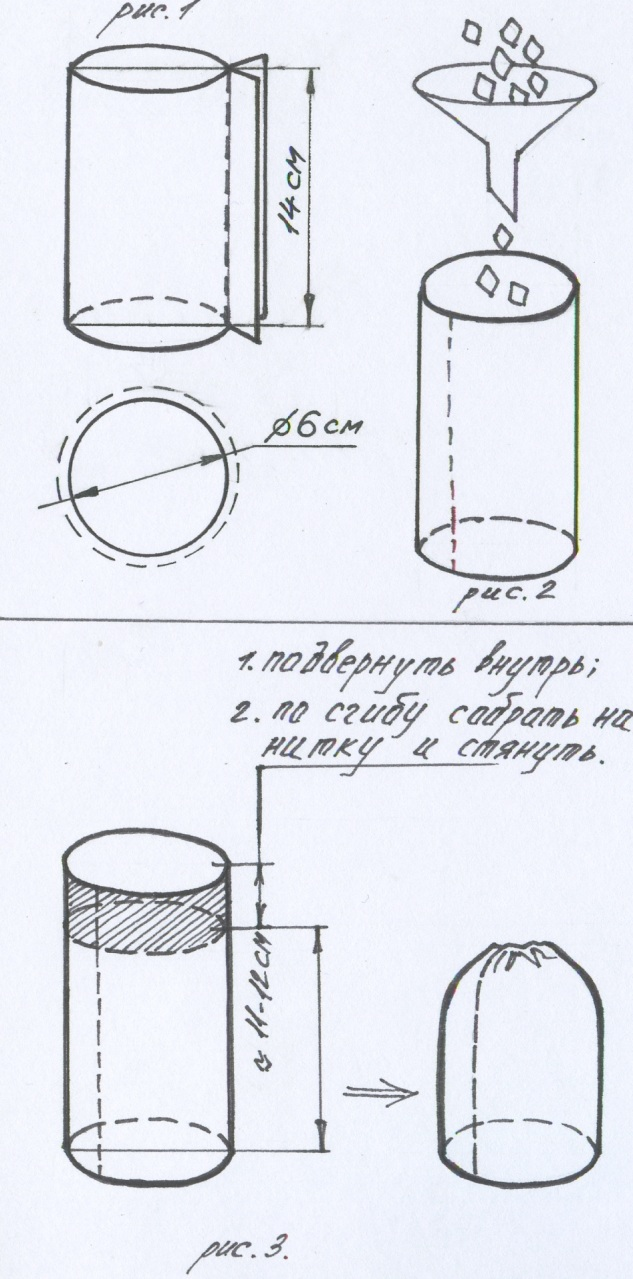 рис. 1
14 см
⌀6 см
рис. 2
1. подвернуть внутрь;
2. по сгибу собрать на
нитку и стянуть.
11-12 см
рис. 3.